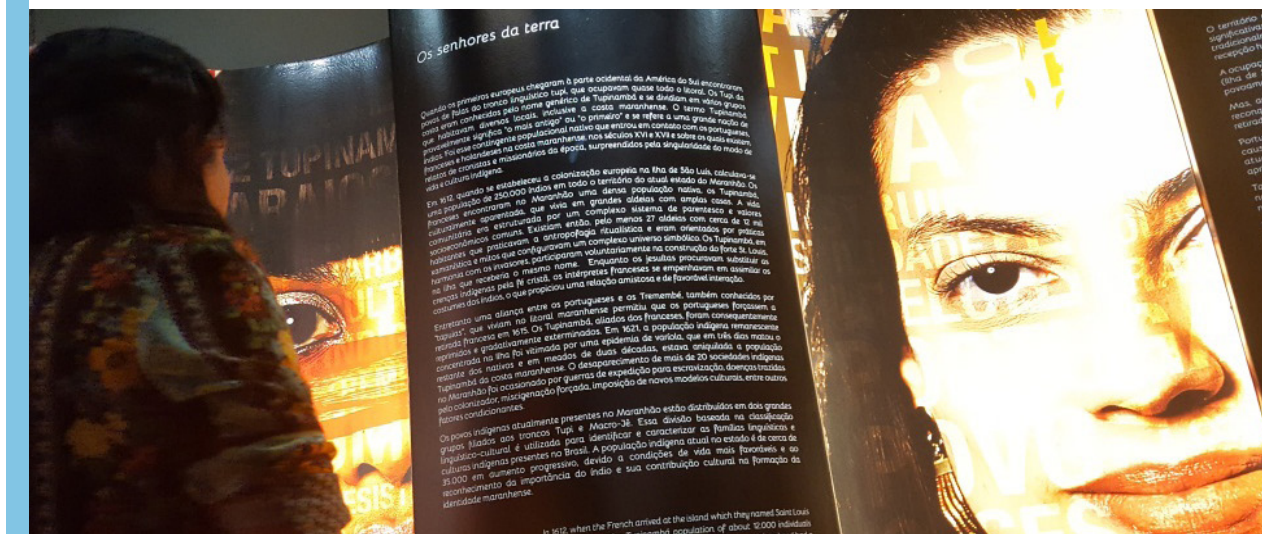 Os senhores da terra
Quando os primeiros europeus chegaram à parte ocidental da América do Sul encontraram
povos de falas do tronco linguístico tupi, que ocupavam quase todo o litoral. Os Tupi da
costa eram conhecidos pelo nome genérico de Tupinambá e se dividiam em vários grupos
que habitavam diversos locais, inclusive a costa maranhense. O termo Tupinambá
provavelmente significa "o mais antigo" ou "o primeiro" e se refere a uma grande nação de
índios. Foi esse contingente populacional nativo que entrou em contato com os portugueses,
franceses e holandeses na costa maranhense, nos séculos XVI e XVII e sobre os quais existem
relatos de cronistas e missionários da época, surpreendidos pela singularidade do modo de
vida e cultura indígena.
Em 1612, quando se estabeleceu a colonização europeia na Ilha de São Luís, calculava-se
uma população de 250.000 índios em todo o território do atual estado do Maranhão. Os
franceses encontraram no Maranhão uma densa população nativa, os Tupinambá,
culturalmente aparentada, que vivia em grandes aldeias com amplas casas. A vida
comunitária era estruturada por um complexo sistema de parentesco e valores
socioeconômicos comuns. Existiam então, pelo menos 27 aldeias com cerca de 12 mil
habitantes que praticavam a antropofagia ritualística e eram orientados por práticas
xamanística e mitos que configuravam um complexo universo simbólico. Os Tupinambá, em
harmonia com os invasores, participaram voluntariamente na construção do forte St. Louis,
na ilha que receberia o mesmo nome. Enquanto os jesuítas procuravam substituir as
crenças indígenas pela fé cristã, os intérpretes franceses se empenhavam em assimilar os
costumes dos índios, o que propiciou uma relação amistosa e de favorável interação.
Entretanto uma aliança entre os portugueses e os Tremembé, também conhecidos por
"tapuias", que viviam no litoral maranhense permitiu que os portugueses forçassem a
retirada francesa em 1615. Os Tupinambá, aliados dos franceses, foram consequentemente
reprimidos e gradativamente exterminados. Em 1621, a população indígena remanescente
concentrada na ilha foi vitimada por uma epidemia de varíola, que em três dias matou o
restante dos nativos e em meados de duas décadas, estava aniquilada a população
Tupinambá da costa maranhense. O desaparecimento de mais de 20 sociedades indígenas
no Maranhão foi ocasionado por guerras de expedição para escravização, doenças trazidas
pelo colonizador, miscigenação forçada, imposição de novos modelos culturais, entre outros
fatores condicionantes.
Os povos indígenas atualmente presentes no Maranhão estão distribuídos em dois grandes
grupos filiados aos troncos Tupi e Macro-Jê. Essa divisão baseada na classificação
linguístico-cultural é utilizada para identificar e caracterizar as famílias linguísticas e
culturas indígenas presentes no Brasil. A população indígena atual no estado é de cerca de
35.000 em aumento progressivo, devido a condições de vida mais favoráveis e ao
reconhecimento da importância do índio e sua contribuição cultural na formação da
identidade maranhense.
In 1612, when the French arrived at the island which they named Saint Louis
Tupinambá population of about 12000 individuals
O território
significativa
tradicional
recepção
A ocupaç
(Ilha de
povoam
Mas, a
recon
retirad
Portu